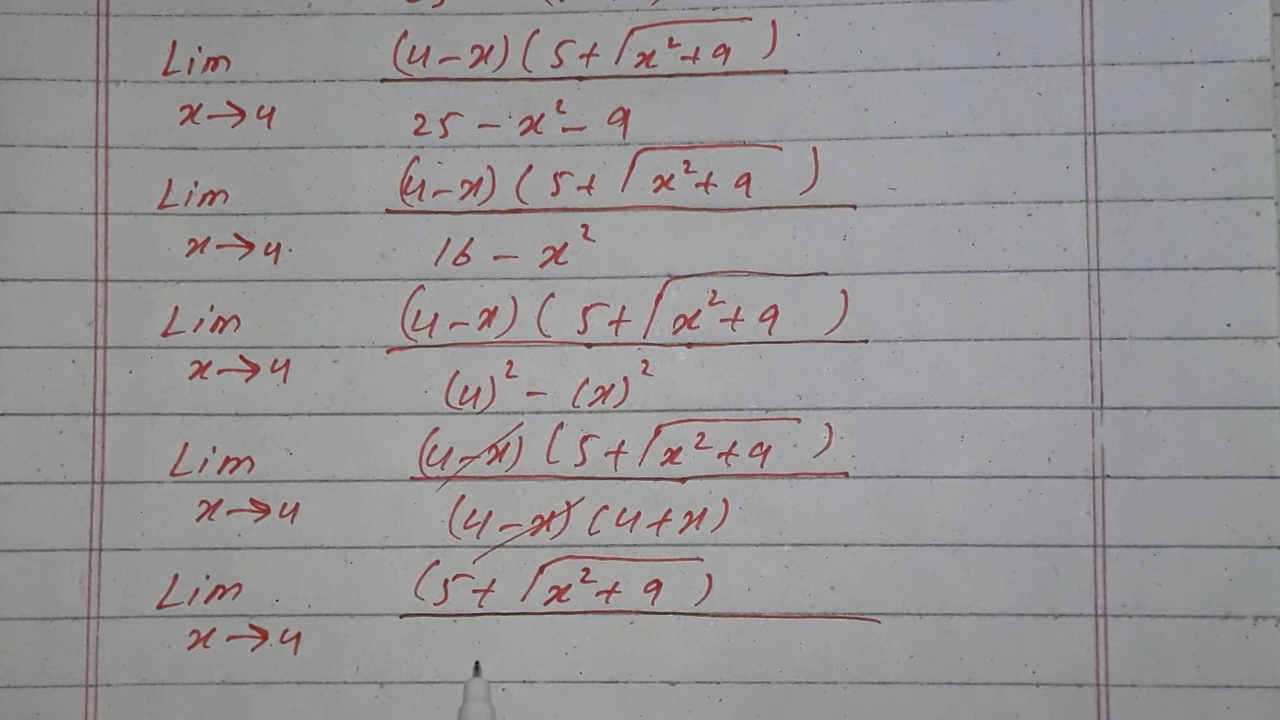 Lim (4-x)(5+√x²+9)
x→4 25-x²-9
Lim (4-x)(5+√x²+9)
x→4 16-x²
Lim (4-x)(5+√x²+9)
x→4 (4)²-(x)²
Lim (4-x)(5+√x²+9)
x→4 (4-x)(4+x)
Lim (5+√x²+9)
x→4